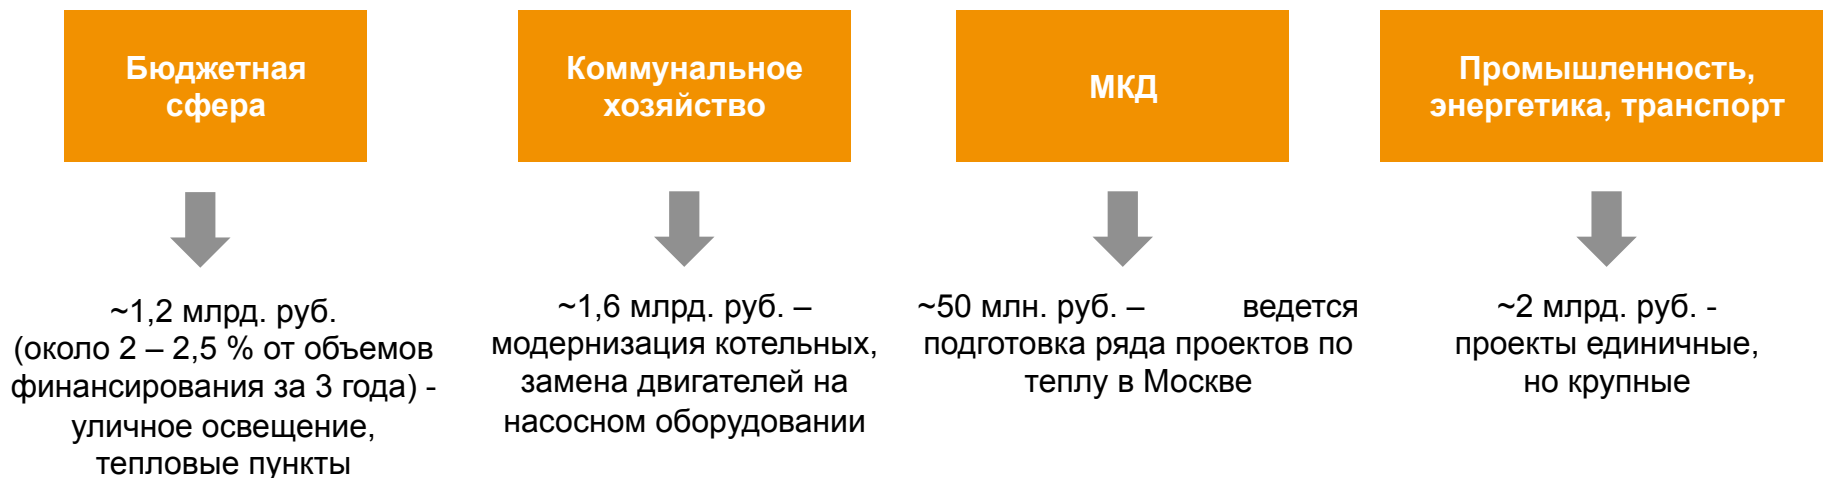 Бюджетная
сфера
~1,2 млрд. руб.
(около 2 – 2,5 % от объемов
финансирования за 3 года) -
уличное освещение,
тепловые пункты
Коммунальное
хозяйство
~1,6 млрд. руб. –
модернизация котельных,
замена двигателей на
насосном оборудовании
МКД
~50 млн. руб. – ведется
подготовка ряда проектов по
теплу в Москве
Промышленность,
энергетика, транспорт
~2 млрд. руб. -
проекты единичные,
но крупные